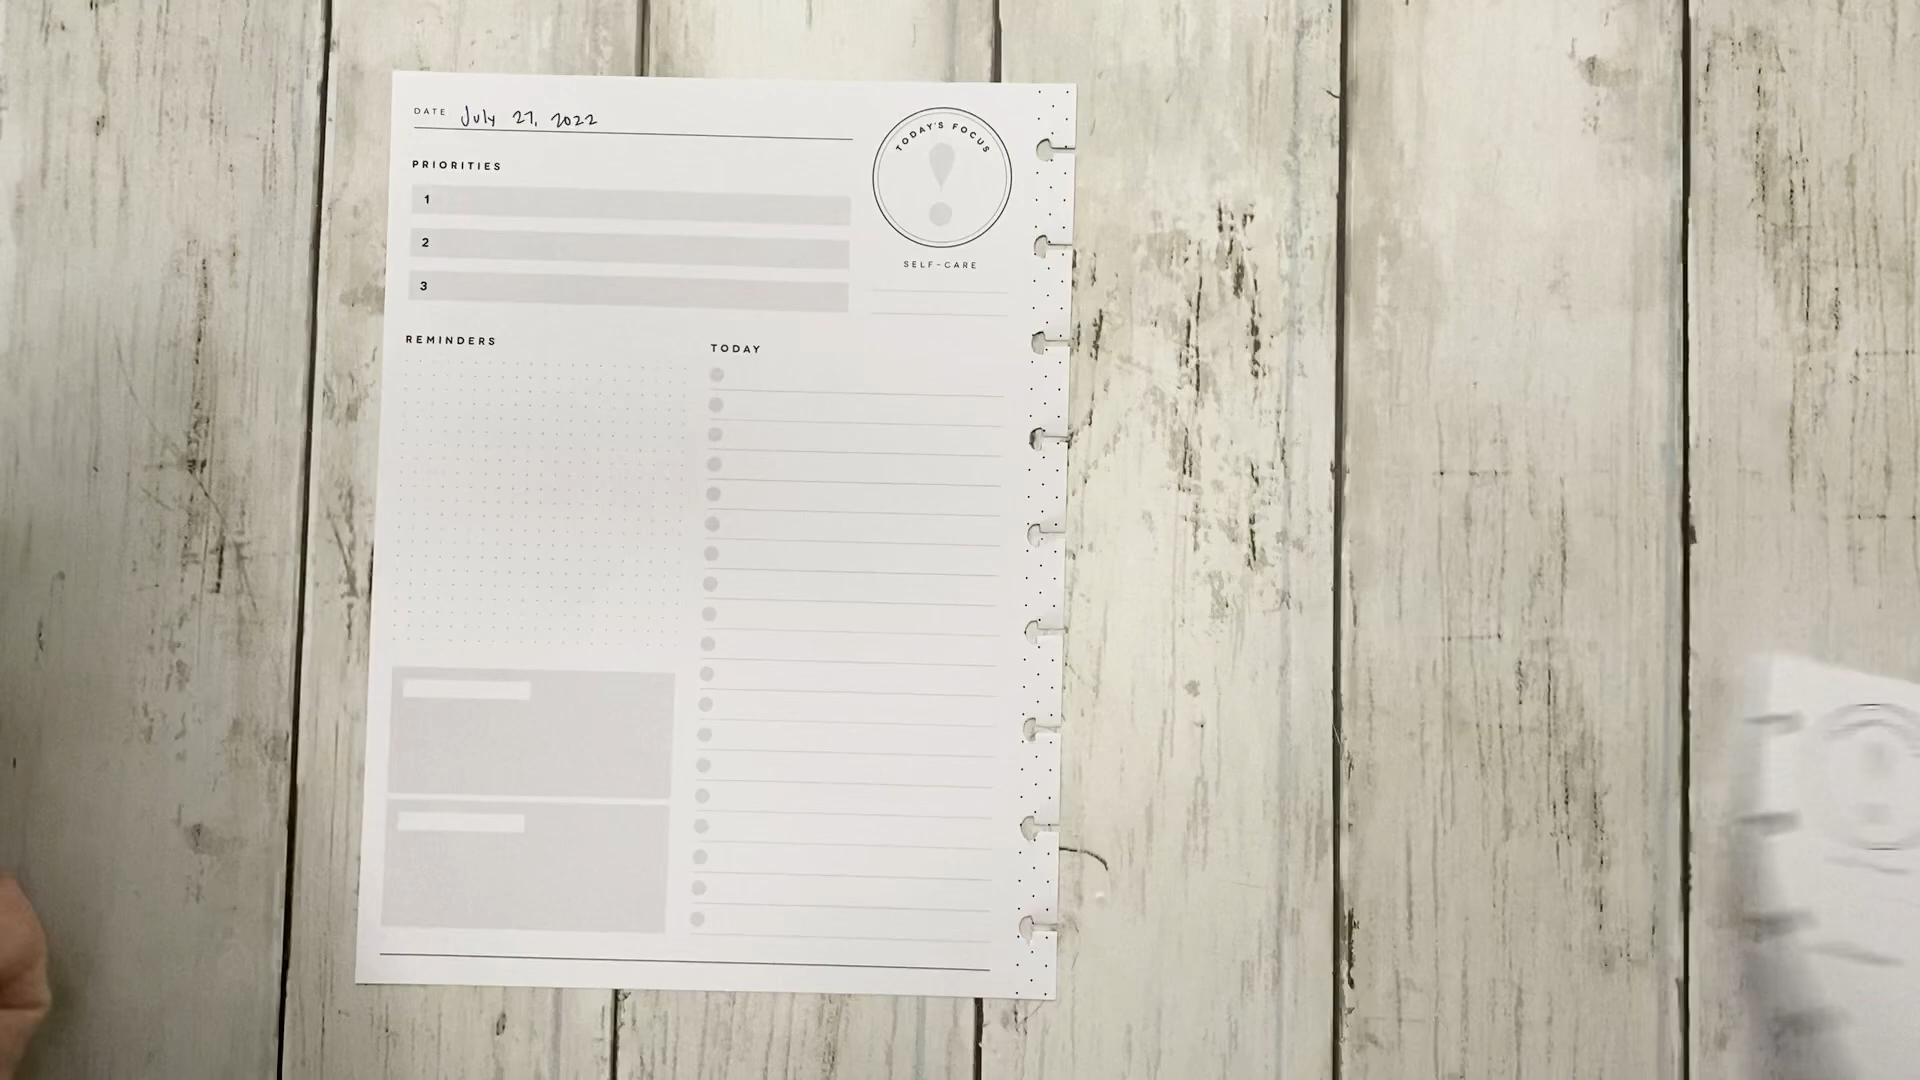 DATE July 27, 2022
TODAY'S FOCUS
PRIORITIES
1
2
3
SELF-CARE
REMINDERS
TODAY